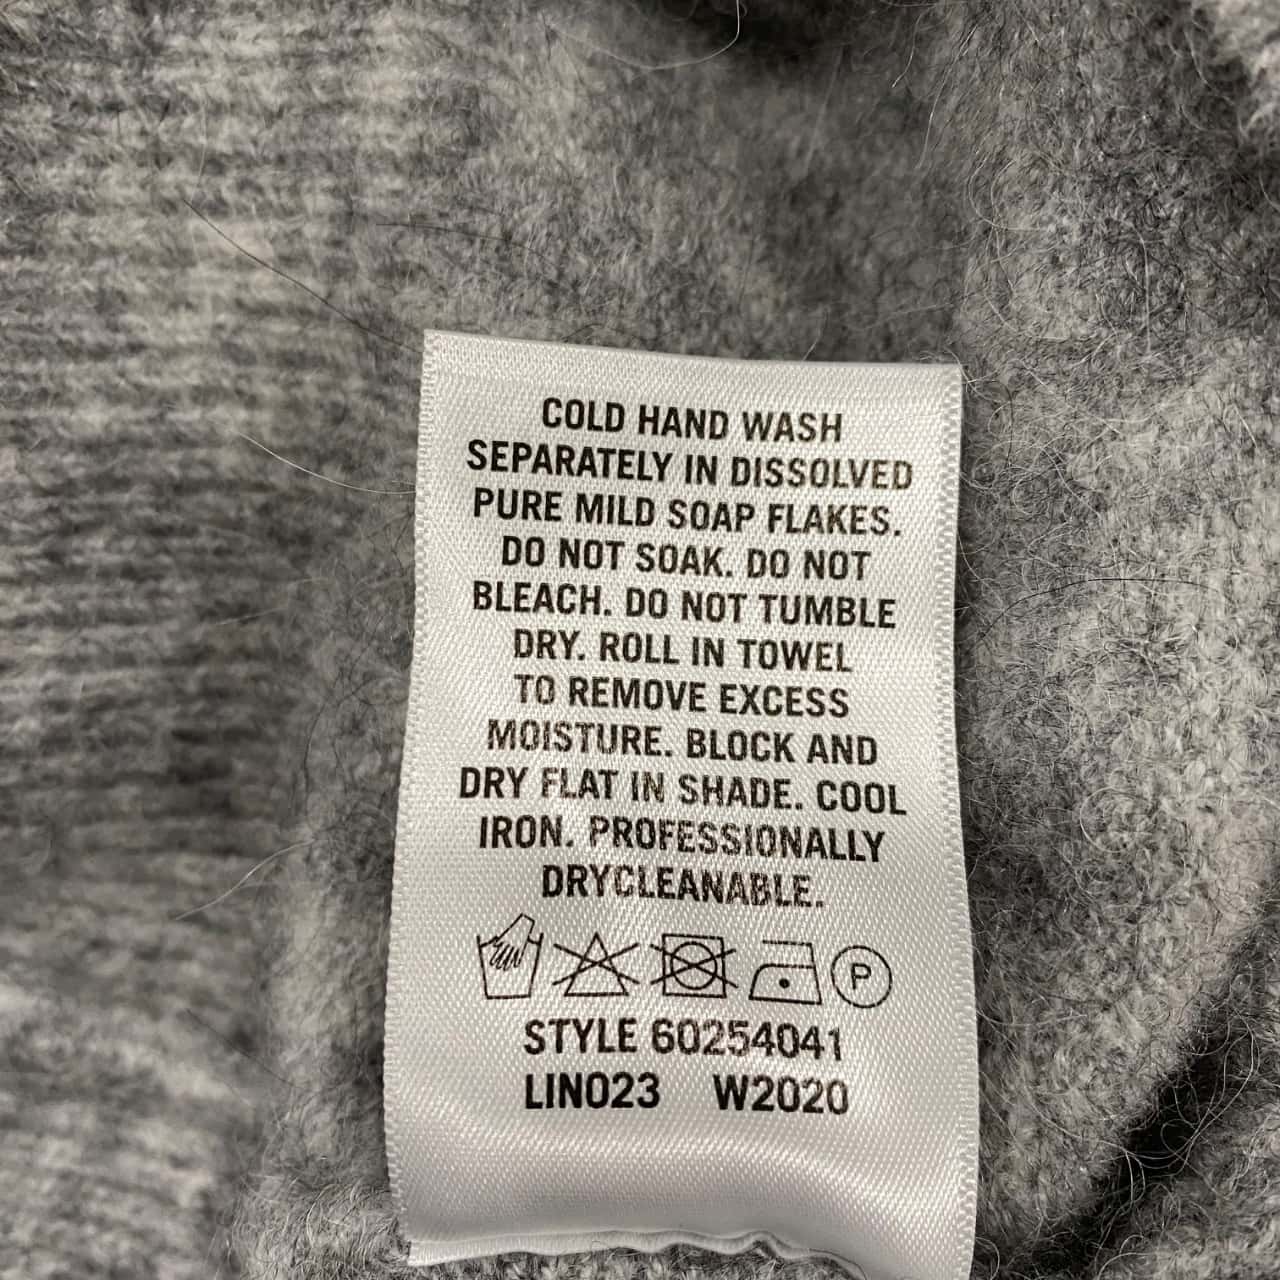 COLD HAND WASH
SEPARATELY IN DISSOLVED
PURE MILD SOAP FLAKES.
DO NOT SOAK. DO NOT
BLEACH. DO NOT TUMBLE
DRY. ROLL IN TOWEL
TO REMOVE EXCESS
MOISTURE. BLOCK AND
DRY FLAT IN SHADE. COOL
IRON. PROFESSIONALLY
DRYCLEANABLE.
P
STYLE 60254041
LIN023 W2020